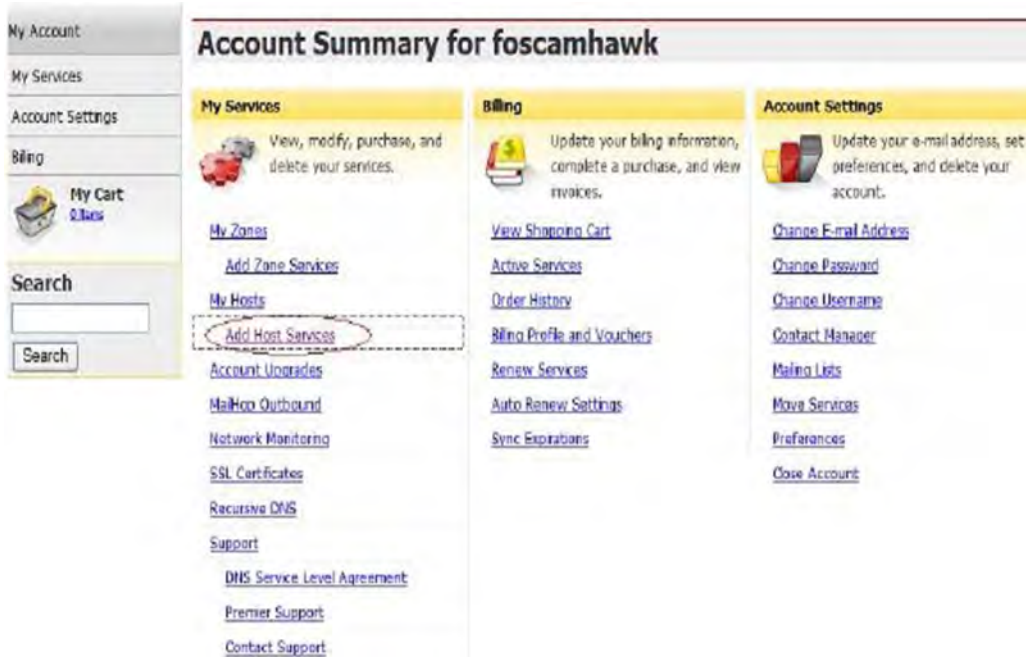 My Account
My Services
Account Settings
Billing
My Cart
0 Items
Search
Search
Account Summary for foscamhawk
My Services
View, modify, purchase, and
delete your services.
My Zones
Add Zone Services
My Hosts
Add Host Services
Account Upgrades
MailHop Outbound
Network Monitoring
SSL Certificates
Recursive DNS
Support
DNS Service Level Agreement
Premier Support
Contact Support
Billing
Update your billing information,
complete a purchase, and view
invoices.
View Shopping Cart
Active Services
Order History
Billing Profile and Vouchers
Renew Services
Auto Renew Settings
Sync Expirations
Account Settings
Update your e-mail address, set
preferences, and delete your
account.
Change E-mail Address
Change Password
Change Username
Contact Manager
Mailing Lists
Move Services
Preferences
Close Account